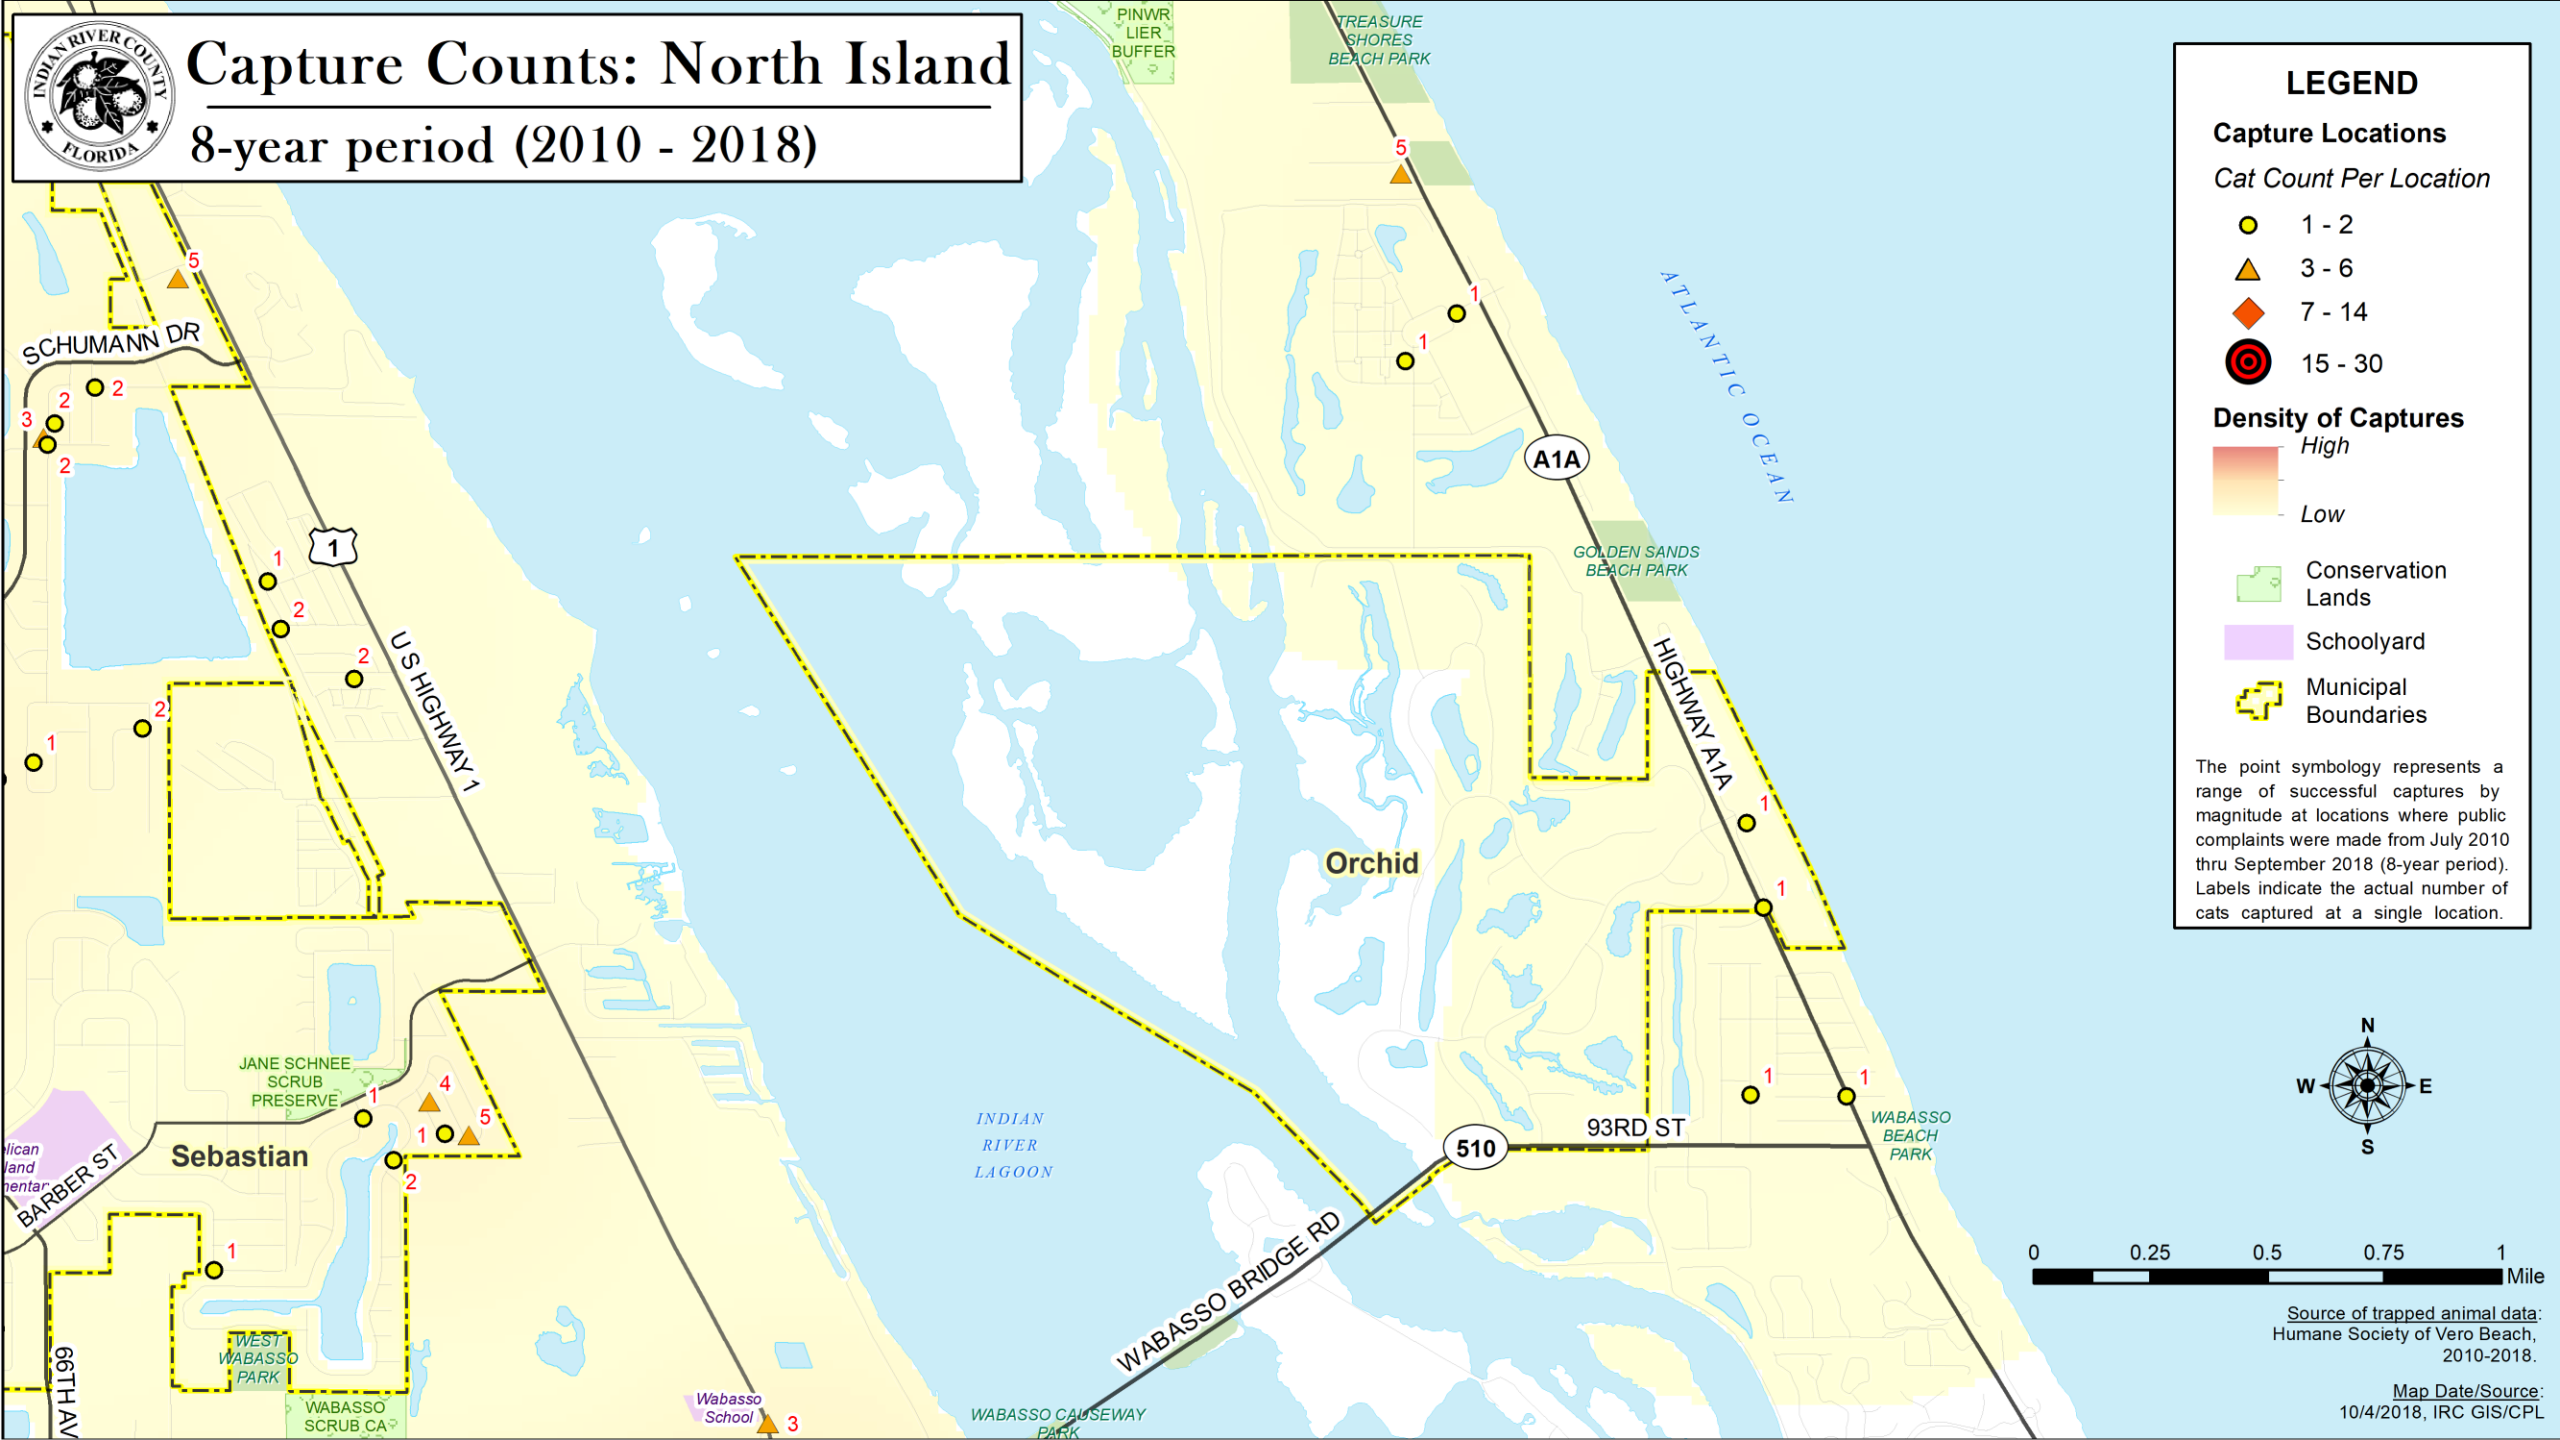 INDIAN RIVER COUNTY
FLORIDA
Capture Counts: North Island
8-year period (2010 - 2018)
PINWR
LIER
BUFFER
TREASURE
SHORES
BEACH PARK
LEGEND
Capture Locations
Cat Count Per Location
1 - 2
3 - 6
7 - 14
15 - 30
Density of Captures
High
Low
Conservation
Lands
Schoolyard
Municipal
Boundaries
The point symbology represents a
range of successful captures by
magnitude at locations where public
complaints were made from July 2010
thru September 2018 (8-year period).
Labels indicate the actual number of
cats captured at a single location.
5
5
1
1
ATLANTIC OCEAN
SCHUMANN DR
2
2
3
2
A1A
1
1
2
2
2
1
U S HIGHWAY 1
GOLDEN SANDS
BEACH PARK
HIGHWAY A1A
1
Orchid
1
JANE SCHNEE
SCRUB
PRESERVE
1
4
5
1
2
1
1
Sebastian
elican
land
mentar
BARBER ST
INDIAN
RIVER
LAGOON
510
93RD ST
WABASSO
BEACH
PARK
1
WABASSO BRIDGE RD
WEST
WABASSO
PARK
66TH AV
WABASSO
SCRUB CA
Wabasso
School
3
WABASSO CAUSEWAY
PARK
N
W E
S
0 0.25 0.5 0.75 1
Mile
Source of trapped animal data:
Humane Society of Vero Beach,
2010-2018.
Map Date/Source:
10/4/2018, IRC GIS/CPL